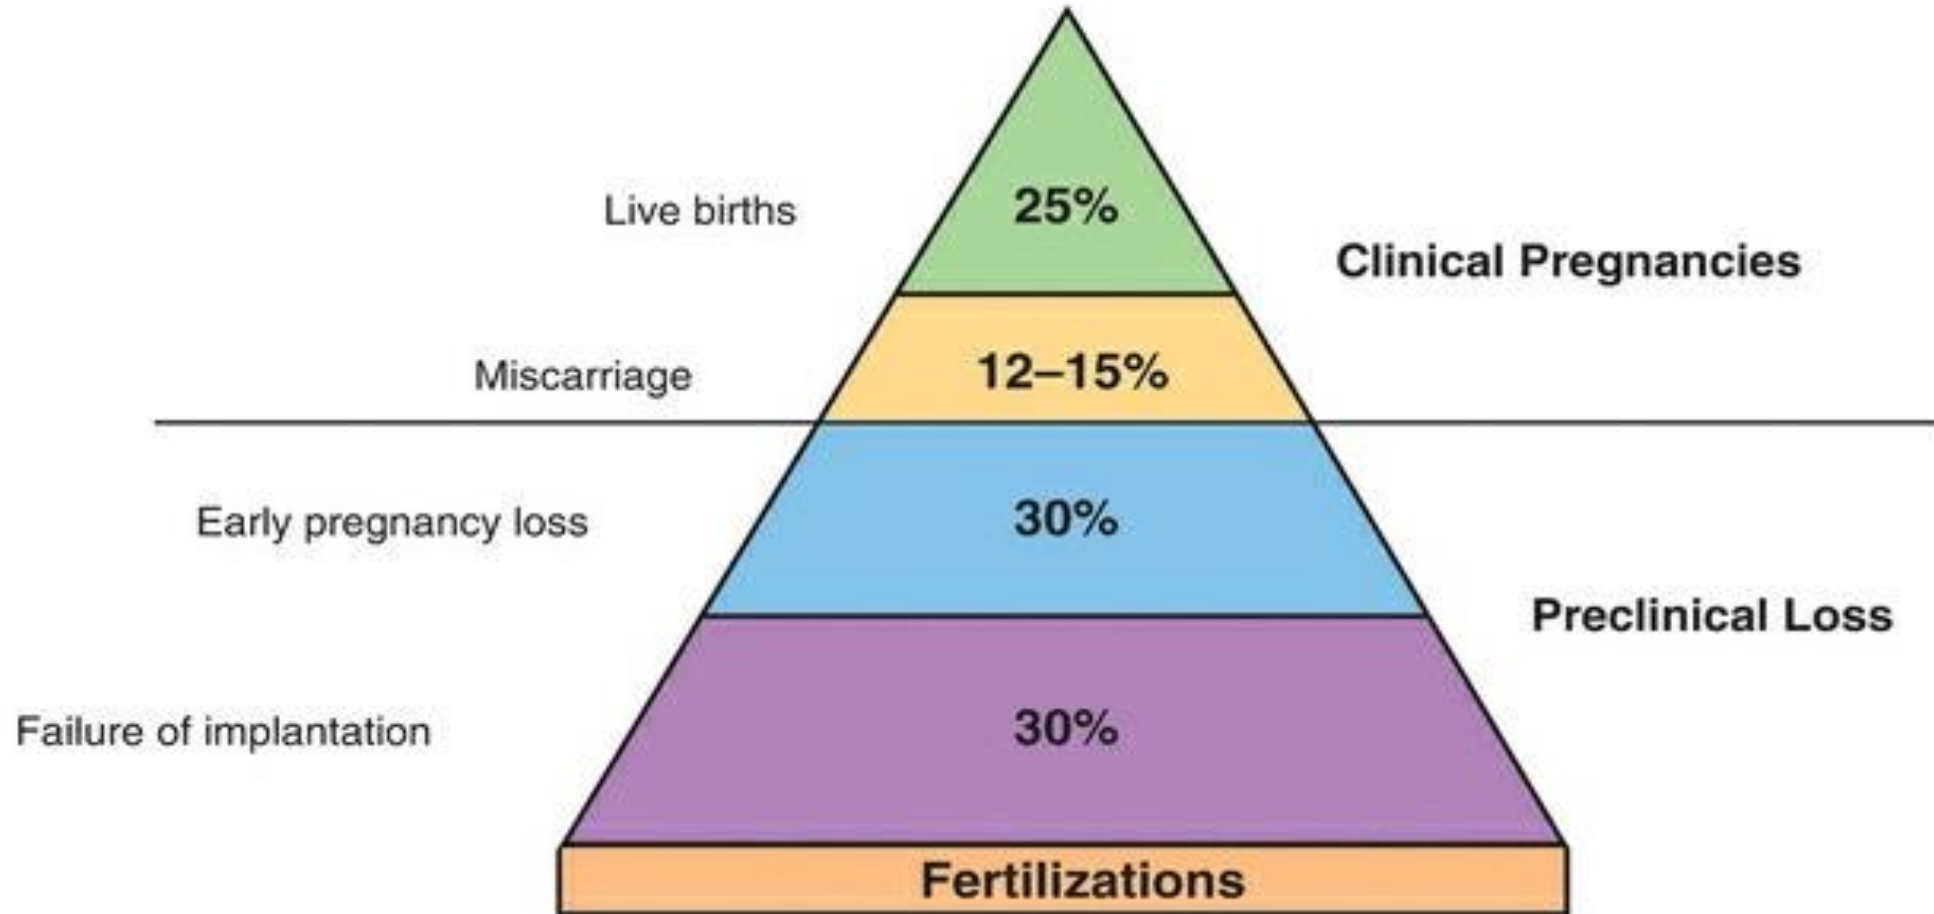 Live births
25%
Clinical Pregnancies
Miscarriage
12–15%
Early pregnancy loss
30%
Preclinical Loss
Failure of implantation
30%
Fertilizations